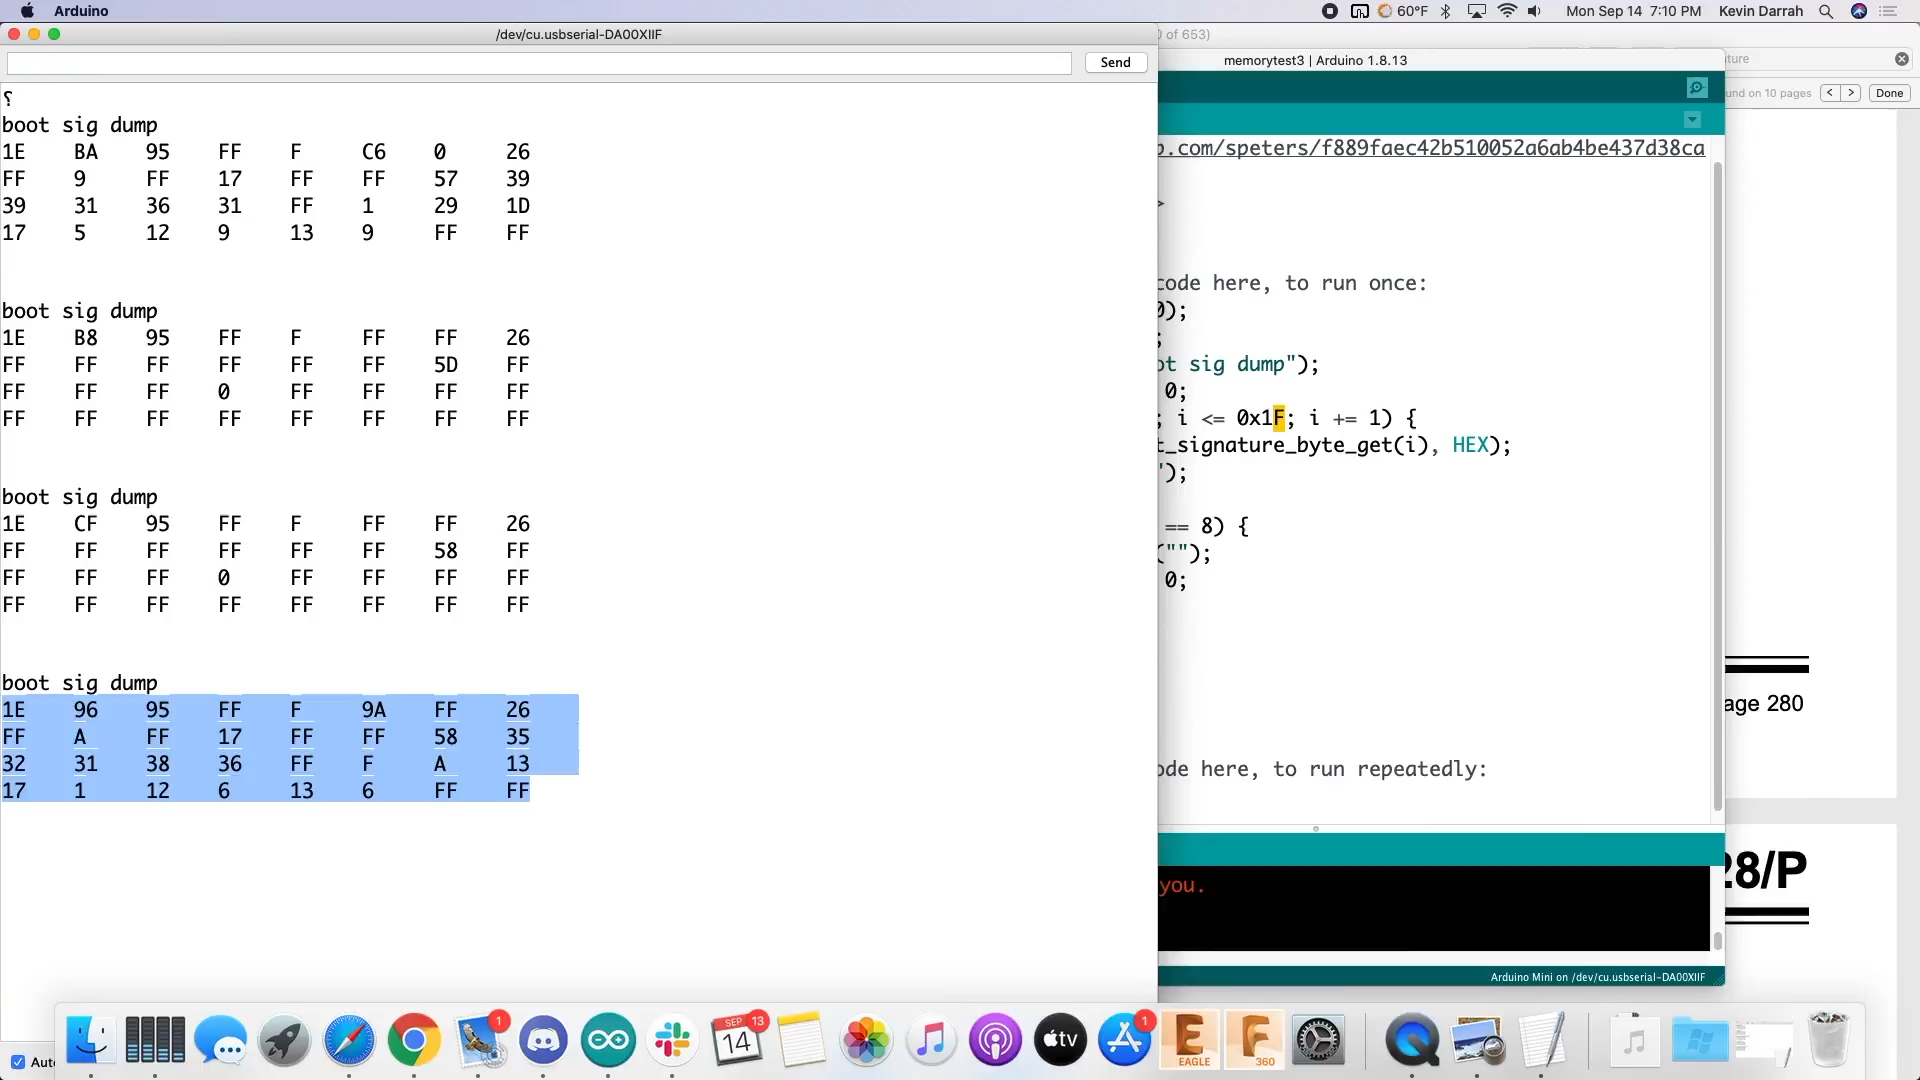 Arduino
60°F
Mon Sep 14 7:10 PM
Kevin Darrah
/dev/cu.usbserial-DA00XIIF
of 653)
Send
memorytest3 | Arduino 1.8.13
ture
und on 10 pages
<
>
Done
boot sig dump
1E BA 95 FF F C6 0 26
FF 9 FF 17 FF FF 57 39
39 31 36 31 FF 1 29 1D
17 5 12 9 13 9 FF FF
boot sig dump
1E B8 95 FF F FF FF 26
FF FF FF FF FF FF 5D FF
FF FF FF 0 FF FF FF FF
FF FF FF FF FF FF FF FF
boot sig dump
1E CF 95 FF F FF FF 26
FF FF FF FF FF FF 58 FF
FF FF FF 0 FF FF FF FF
FF FF FF FF FF FF FF FF
boot sig dump
1E 96 95 FF F 9A FF 26
FF A FF 17 FF FF 58 35
32 31 38 36 FF F A 13
17 1 12 6 13 6 FF FF
.com/speters/f889faec42b510052a6ab4be437d38ca
>
code here, to run once:
0);
;
ot sig dump");
0;
; i <= 0x1F; i += 1) {
t_signature_byte_get(i), HEX);
");
== 8) {
("");
0;
ode here, to run repeatedly:
you.
Arduino Mini on /dev/cu.usbserial-DA00XIIF
age 280
28/P
Aut
1
SEP
13
14
tv
1
EAGLE
360